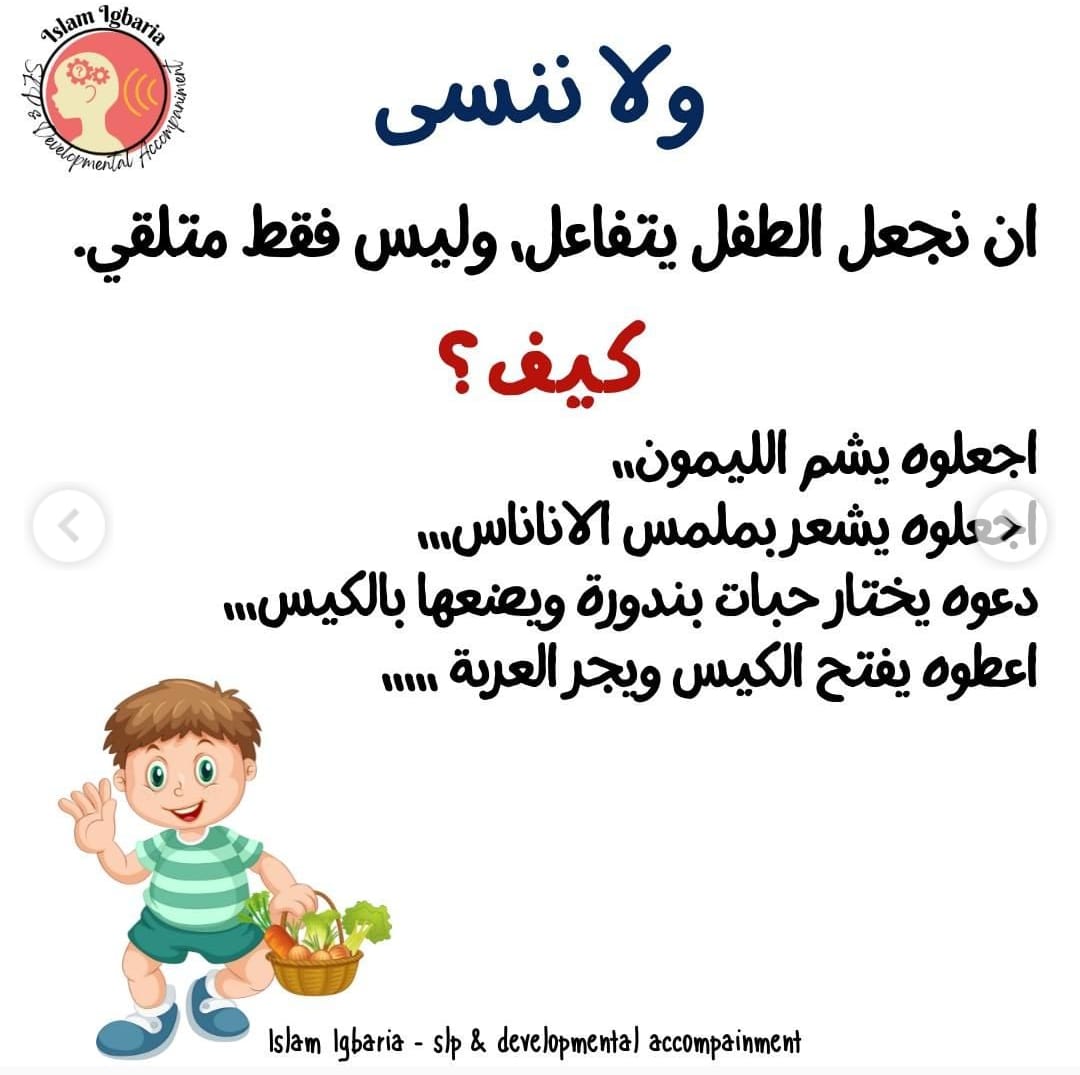 Islam Igbaria
SLP & Developmental Accompaniment
ولا ننسى
ان نجعل الطفل يتفاعل، وليس فقط متلقي.
كيف؟
اجعلوه يشم الليمون,,
اجعلوه يشعر بملمس الاناناس,,,
دعوه يختار حبات بندورة ويضعها بالكيس,,,
اعطوه يفتح الكيس ويجر العربة ,,,,,
Islam Igbaria - slp & developmental accompainment